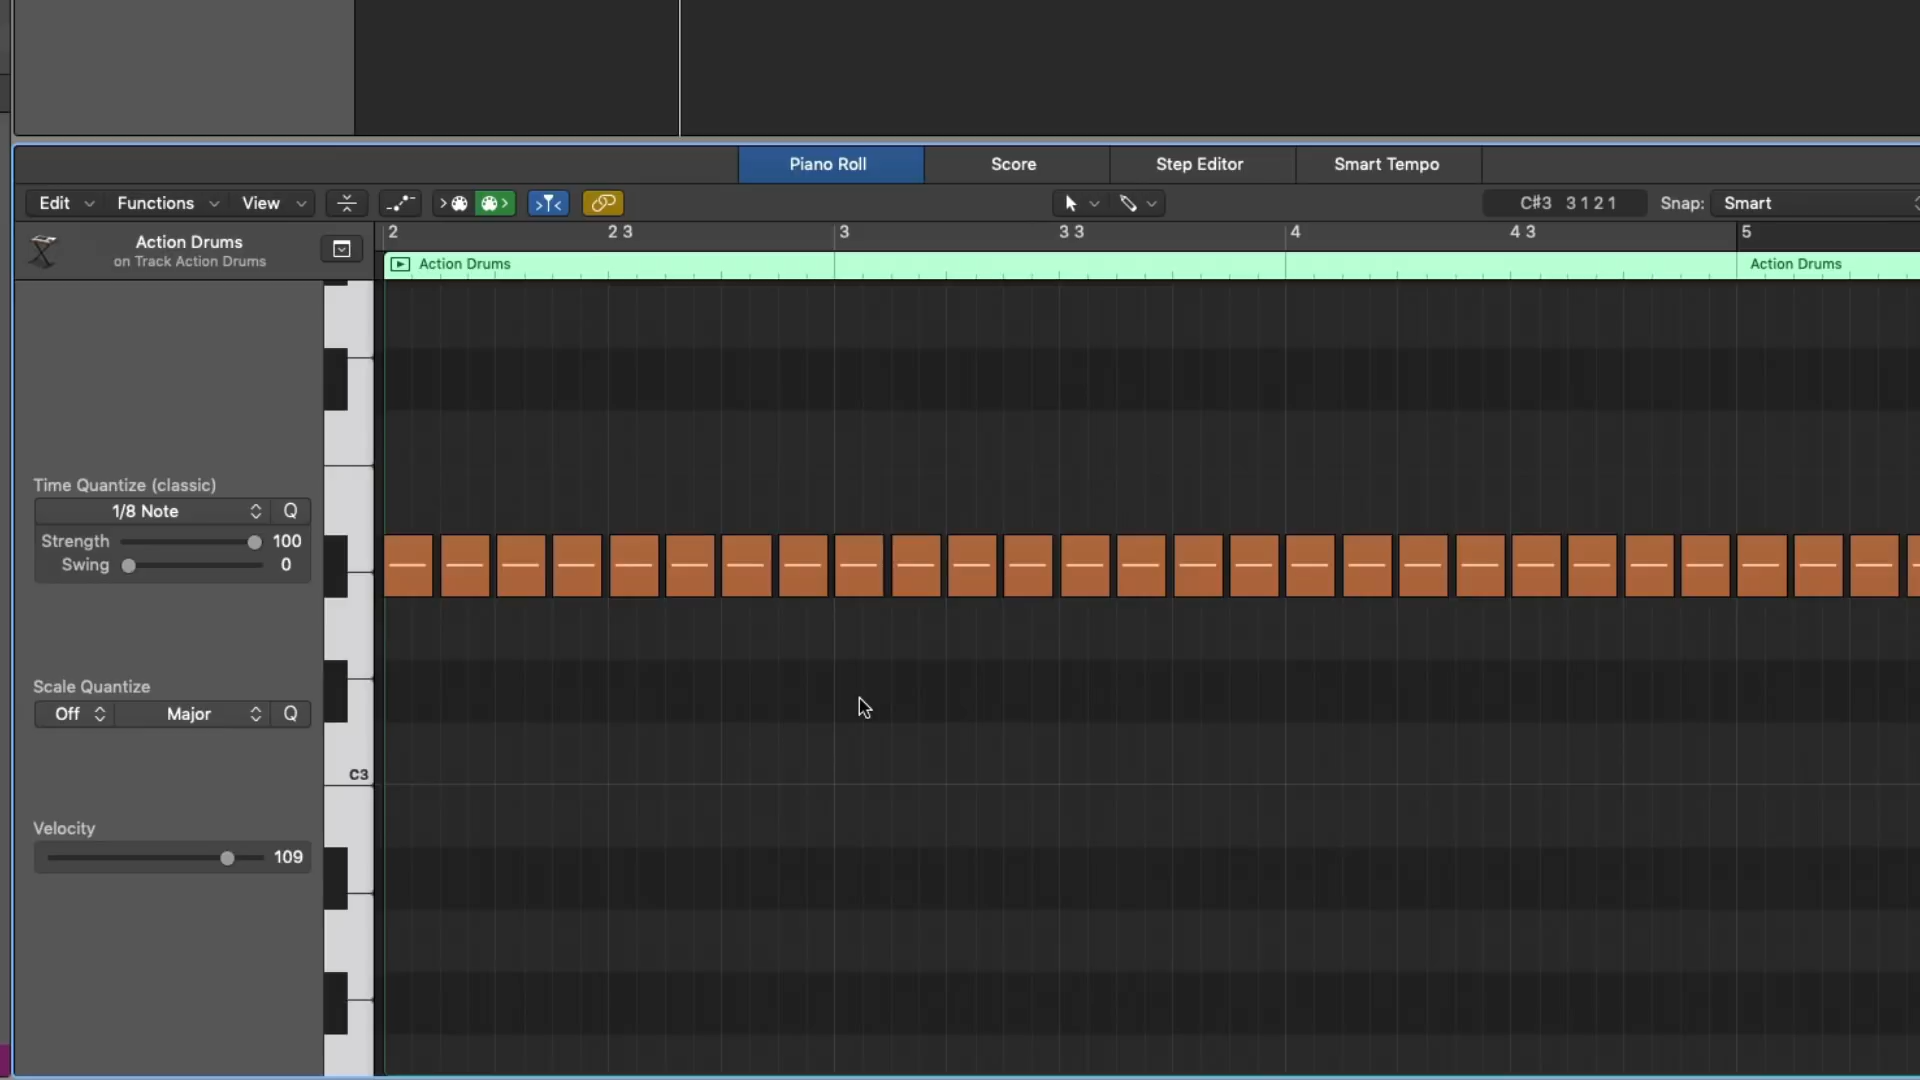 Piano Roll Score Step Editor Smart Tempo
Edit Functions View C#3 3 1 2 1 Snap: Smart
2 2 3 3 3 3 4 4 3 5
Action Drums
on Track Action Drums
Action Drums Action Drums
Time Quantize (classic)
1/8 Note Q
Strength 100
Swing 0
Scale Quantize
Off Major Q
C3
Velocity
109